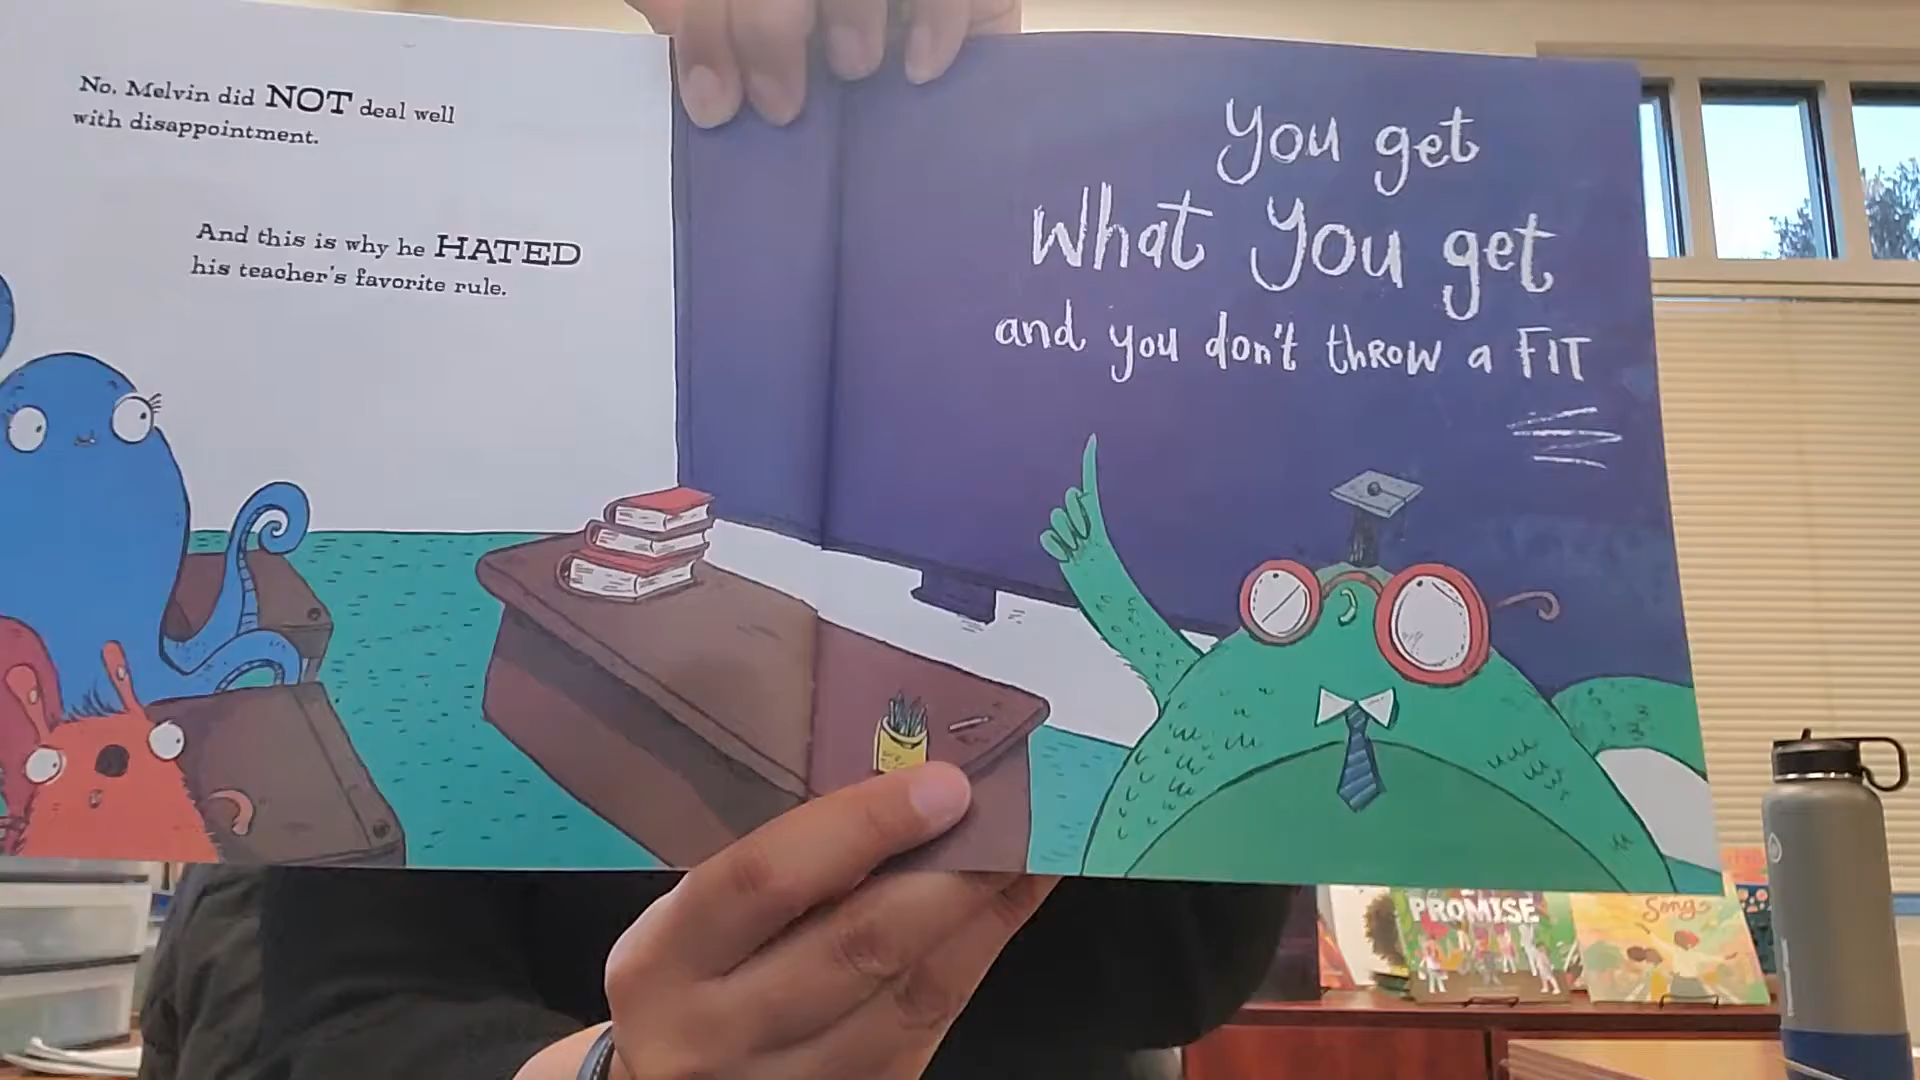 No, Melvin did NOT deal well
with disappointment.
And this is why he HATED
his teacher's favorite rule.
You get
what you get
and you don't throw a FIT
PROMISE
Song